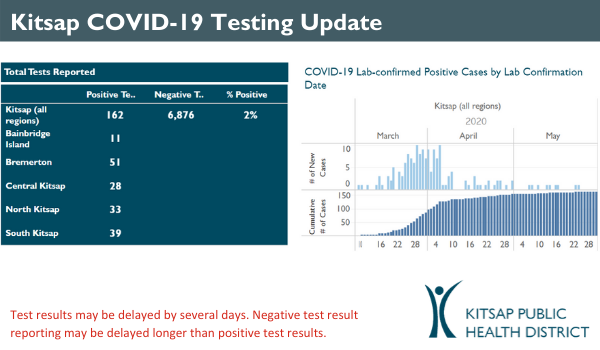 Kitsap COVID-19 Testing Update
Total Tests Reported
Positive Te.. Negative T.. % Positive
Kitsap (all
regions) 162 6,876 2%
Bainbridge
Island 11
Bremerton 51
Central Kitsap 28
North Kitsap 33
South Kitsap 39
COVID-19 Lab-confirmed Positive Cases by Lab Confirmation
Date
Kitsap (all regions)
2020
March April May
# of New
Cases
10
5
0
Cumulative
# of Cases
150
100
50
16 22 28 4 10 16 22 28 4 10 16 22 28
Test results may be delayed by several days. Negative test result
reporting may be delayed longer than positive test results.
KITSAP PUBLIC
HEALTH DISTRICT